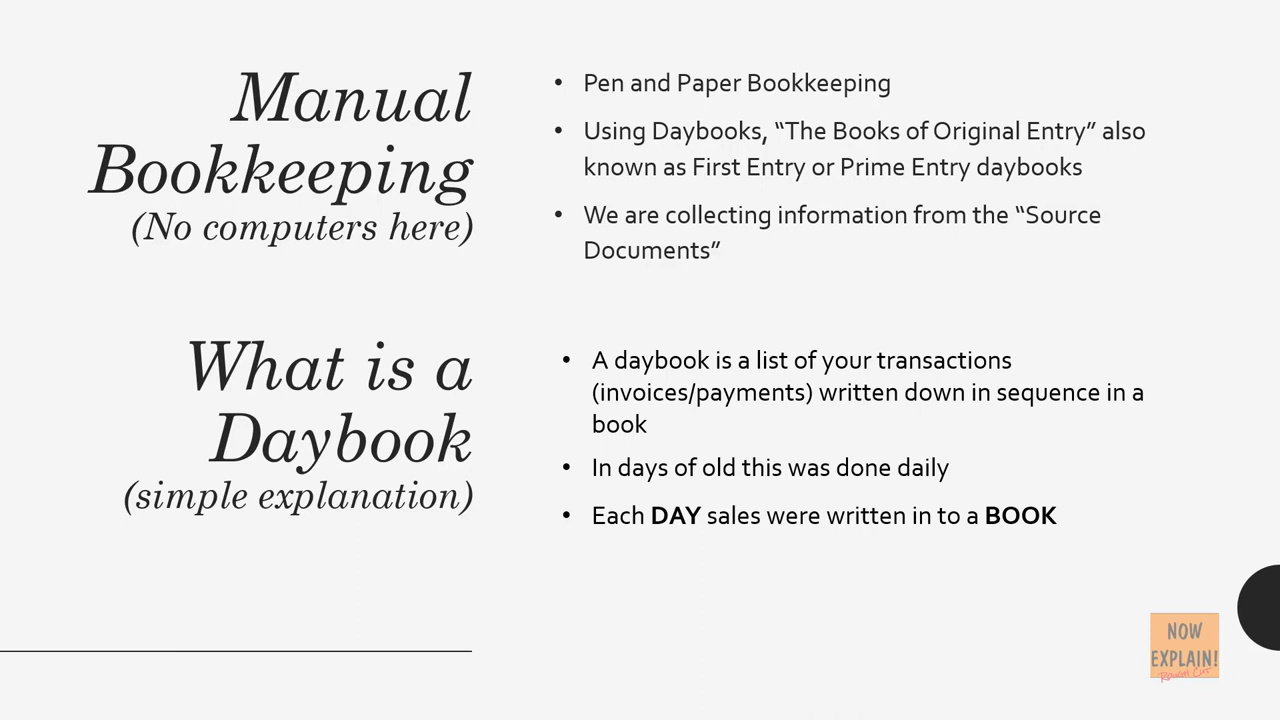 Manual
Bookkeeping
(No computers here)
• Pen and Paper Bookkeeping
• Using Daybooks, “The Books of Original Entry” also
known as First Entry or Prime Entry daybooks
• We are collecting information from the “Source
Documents”
What is a
Daybook
(simple explanation)
• A daybook is a list of your transactions
(invoices/payments) written down in sequence in a
book
• In days of old this was done daily
• Each DAY sales were written in to a BOOK
NOW
EXPLAIN!
Rough Cut